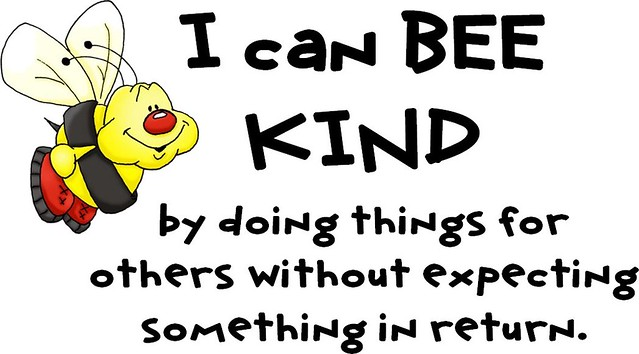 I can BEE
KIND
by doing things for
others without expecting
something in return.